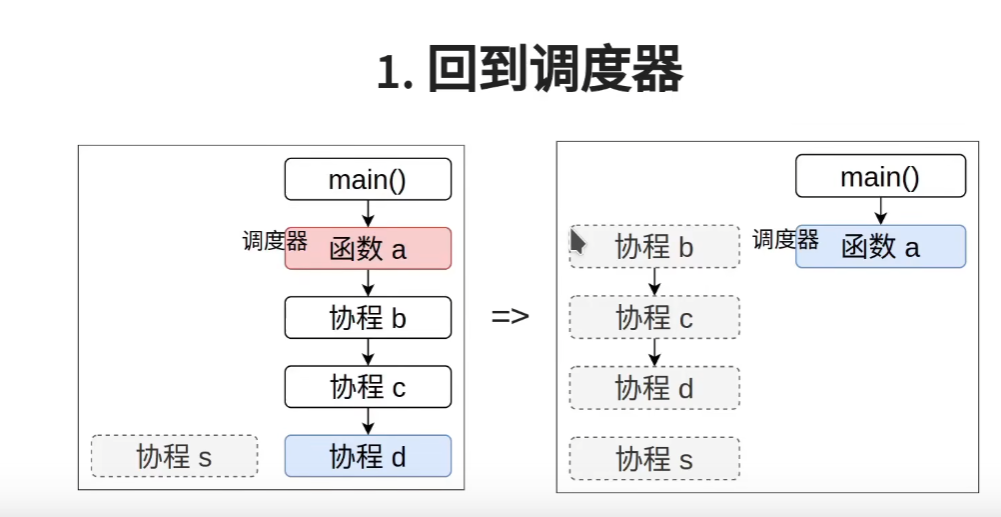 1. 回到调度器
main()
调度器
函数 a
协程 b
协程 c
协程 s
协程 d
=>
main()
协程 b
调度器
函数 a
协程 c
协程 d
协程 s